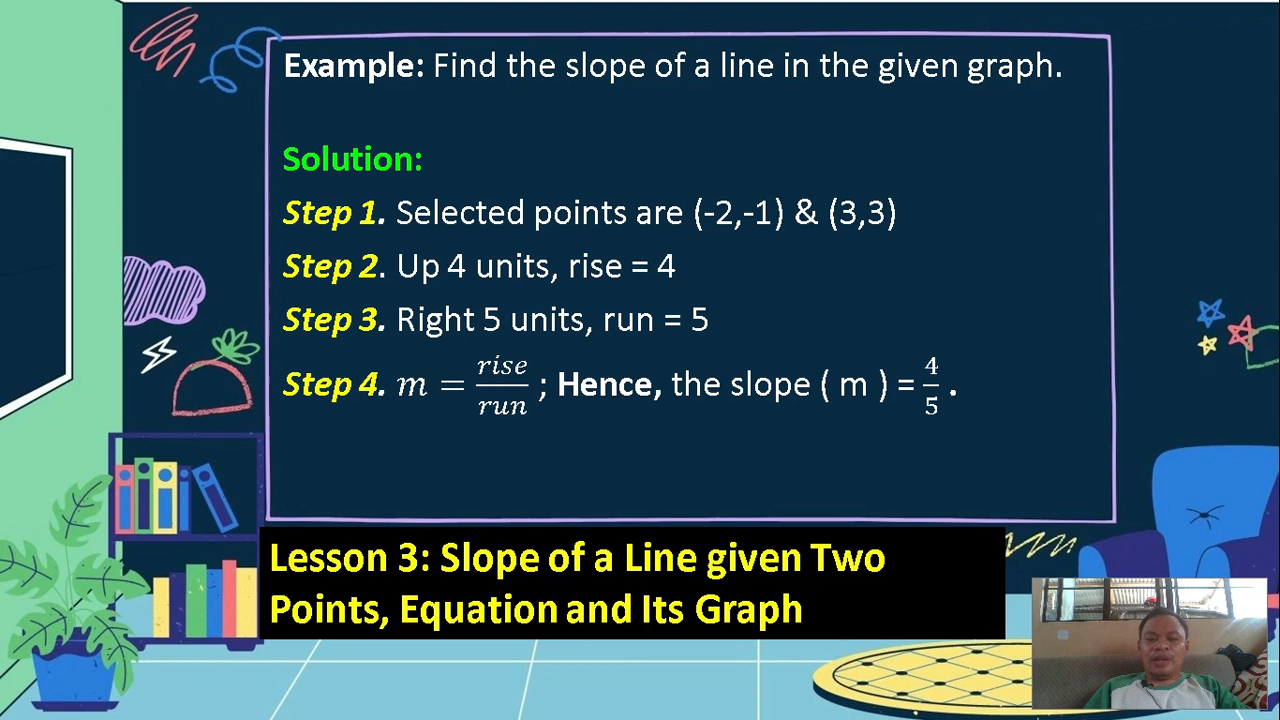 Example: Find the slope of a line in the given graph.
Solution:
Step 1. Selected points are (-2,-1) & (3,3)
Step 2. Up 4 units, rise = 4
Step 3. Right 5 units, run = 5
Step 4. m = rise/run ; Hence, the slope ( m ) = 4/5 .
Lesson 3: Slope of a Line given Two
Points, Equation and Its Graph